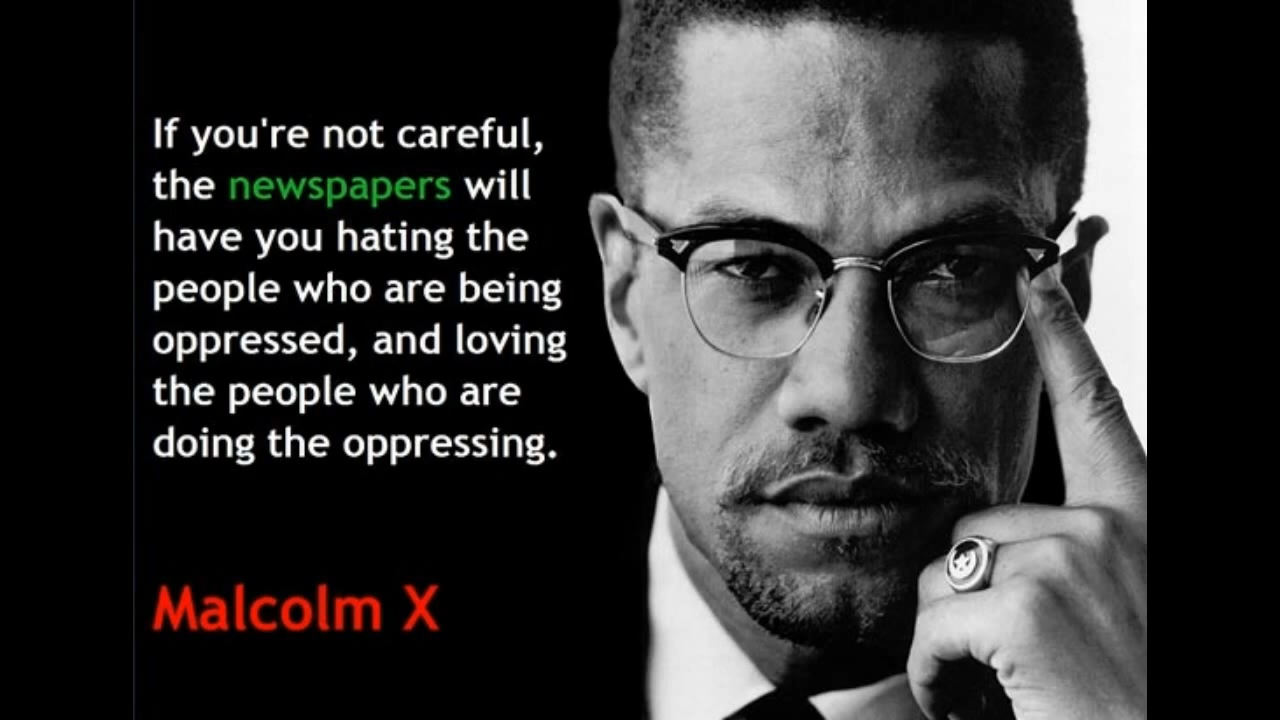 If you're not careful,
the newspapers will
have you hating the
people who are being
oppressed, and loving
the people who are
doing the oppressing.
Malcolm X